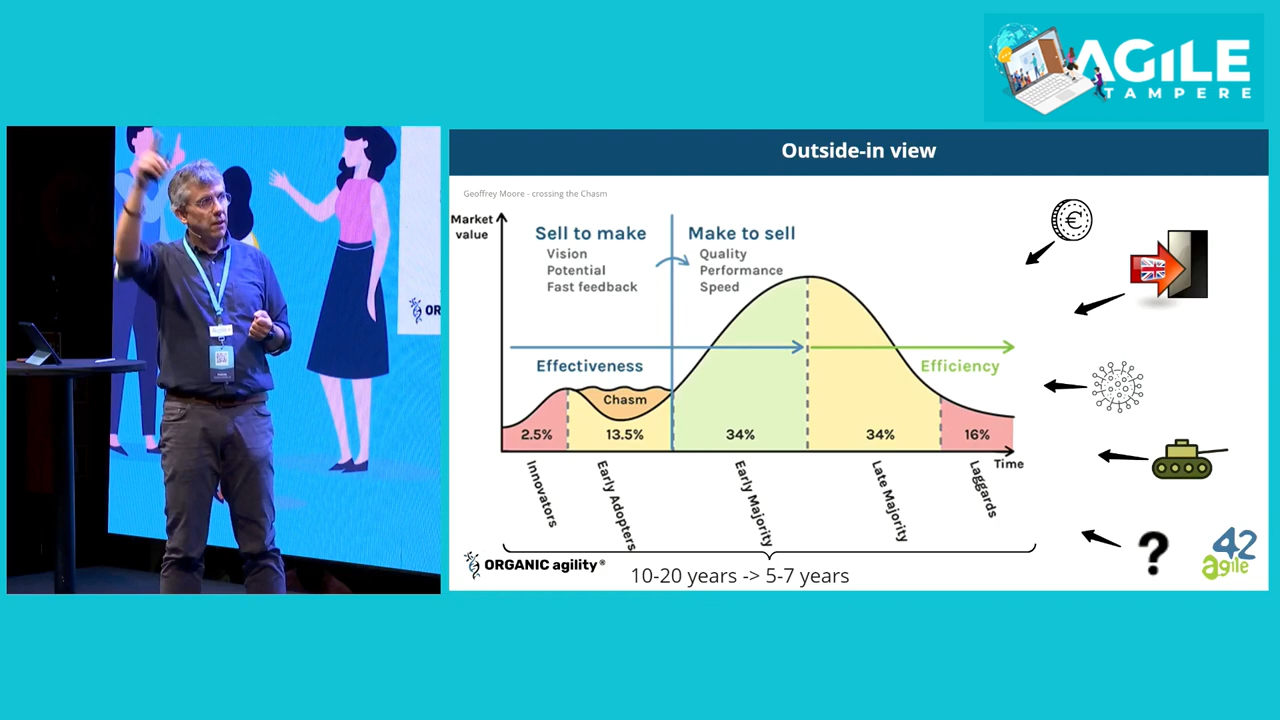 AGiLE
TAMPERE
Outside-in view
Geoffrey Moore - crossing the Chasm
Market
value
Sell to make
Vision
Potential
Fast feedback
Make to sell
Quality
Performance
Speed
Effectiveness
Efficiency
Chasm
2.5%
13.5%
34%
34%
16%
Time
Innovators
Early Adopters
Early Majority
Late Majority
Laggards
€
?
ORGANIC agility®
10-20 years -> 5-7 years
42
agile
OR